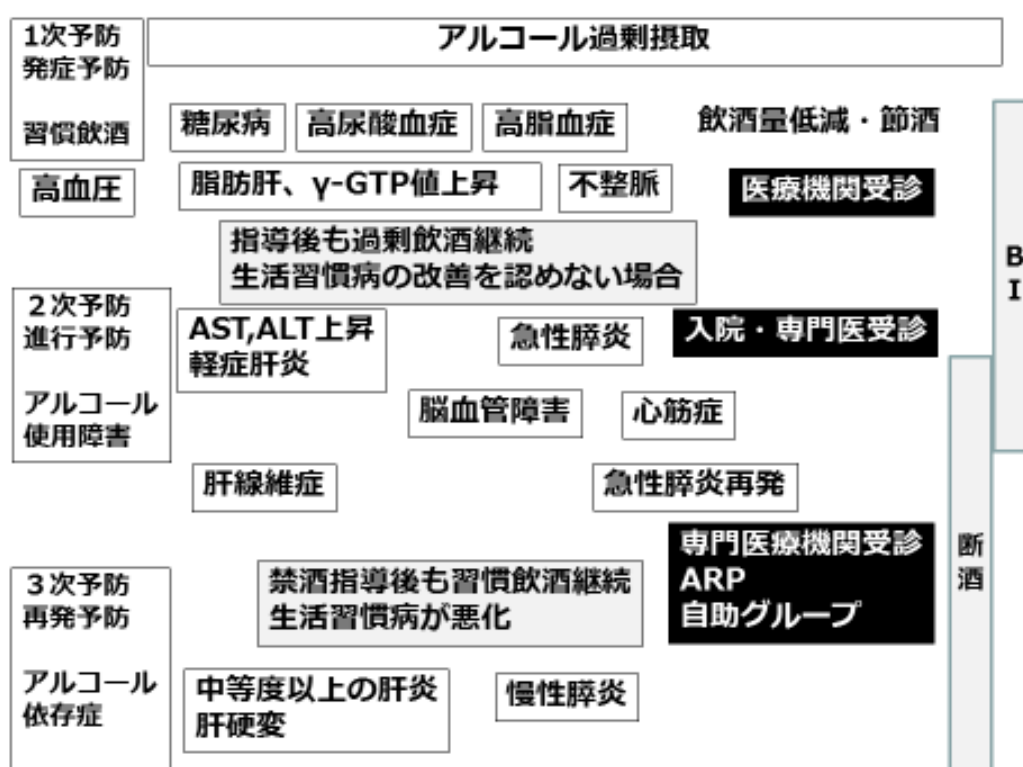 1次予防
発症予防
習慣飲酒
アルコール過剰摂取
糖尿病
高尿酸血症
高脂血症
飲酒量低減・節酒
高血圧
脂肪肝、γ-GTP値上昇
不整脈
医療機関受診
指導後も過剰飲酒継続
生活習慣病の改善を認めない場合
B
I
2次予防
進行予防
アルコール
使用障害
AST,ALT上昇
軽症肝炎
急性膵炎
入院・専門医受診
脳血管障害
心筋症
肝線維症
急性膵炎再発
専門医療機関受診
ARP
自助グループ
断
酒
3次予防
再発予防
アルコール
依存症
禁酒指導後も習慣飲酒継続
生活習慣病が悪化
中等度以上の肝炎
肝硬変
慢性膵炎